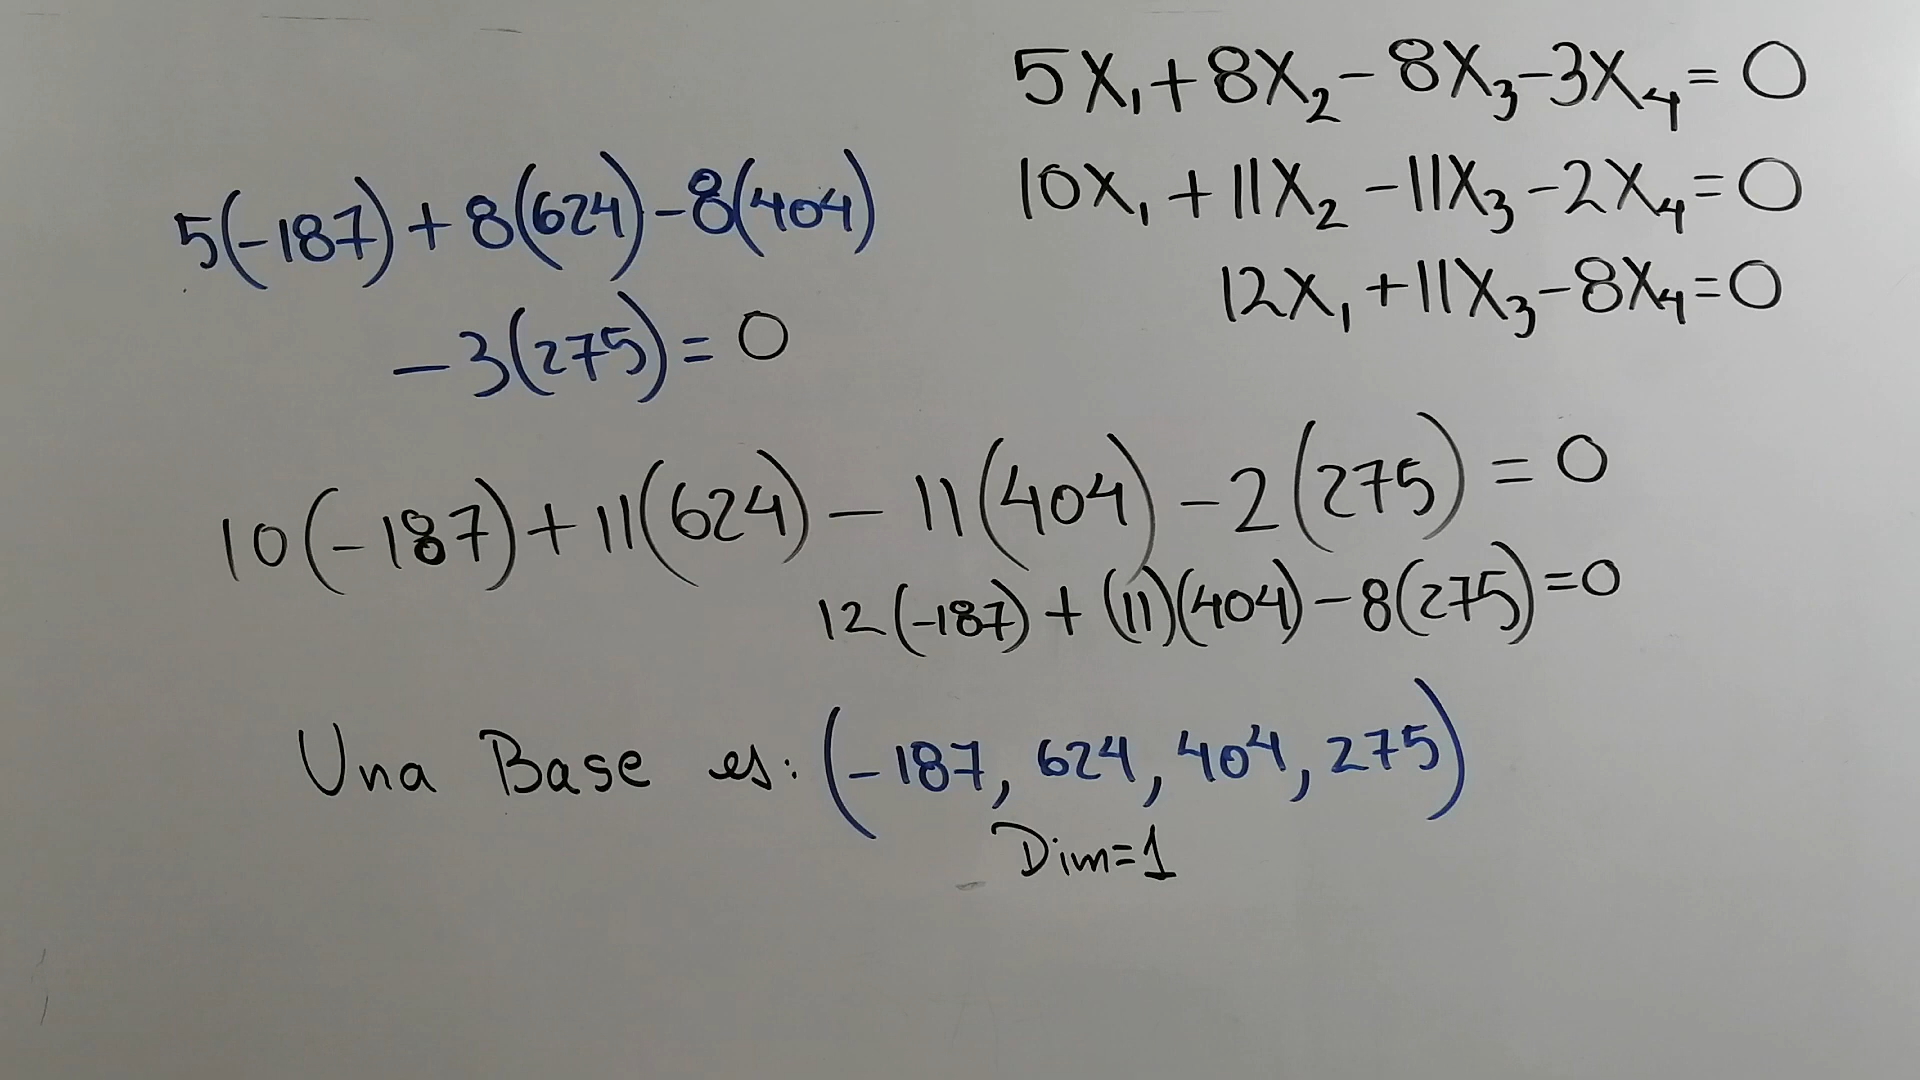 5X₁+8X₂-8X₃-3X₄=0
10X₁+11X₂-11X₃-2X₄=0
12X₁+11X₃-8X₄=0
5(-187)+8(624)-8(404)
-3(275)=0
10(-187)+11(624)-11(404)-2(275)=0
12(-187)+(11)(404)-8(275)=0
Una Base es: (-187, 624, 404, 275)
Dim=1